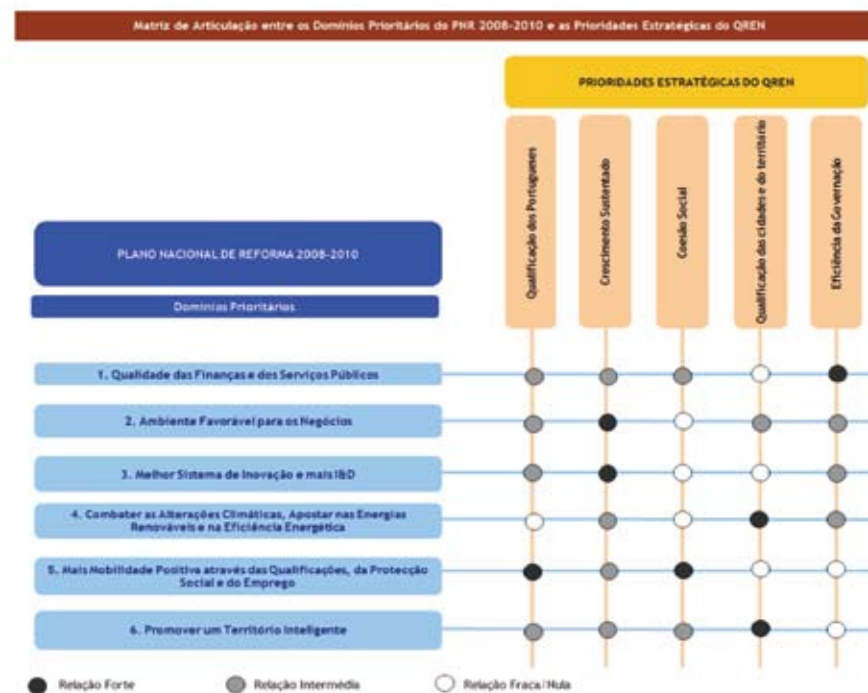 Matriz de Articulação entre os Domínios Prioritários do PNR 2008-2010 e as Prioridades Estratégicas do QREN
PRIORIDADES ESTRATÉGICAS DO QREN
Qualificação dos Portugueses
Crescimento Sustentado
Coesão Social
Qualificação das cidades e do território
Eficiência da Governação
PLANO NACIONAL DE REFORMA 2008-2010
Domínios Prioritários
1. Qualidade das Finanças e dos Serviços Públicos
2. Ambiente Favorável para os Negócios
3. Melhor Sistema de Inovação e mais I&D
4. Combater as Alterações Climáticas, Apostar nas Energias
Renováveis e na Eficiência Energética
5. Mais Mobilidade Positiva através das Qualificações, da Protecção
Social e do Emprego
6. Promover um Território Inteligente
Relação Forte
Relação Intermédia
Relação Fraca/Nula